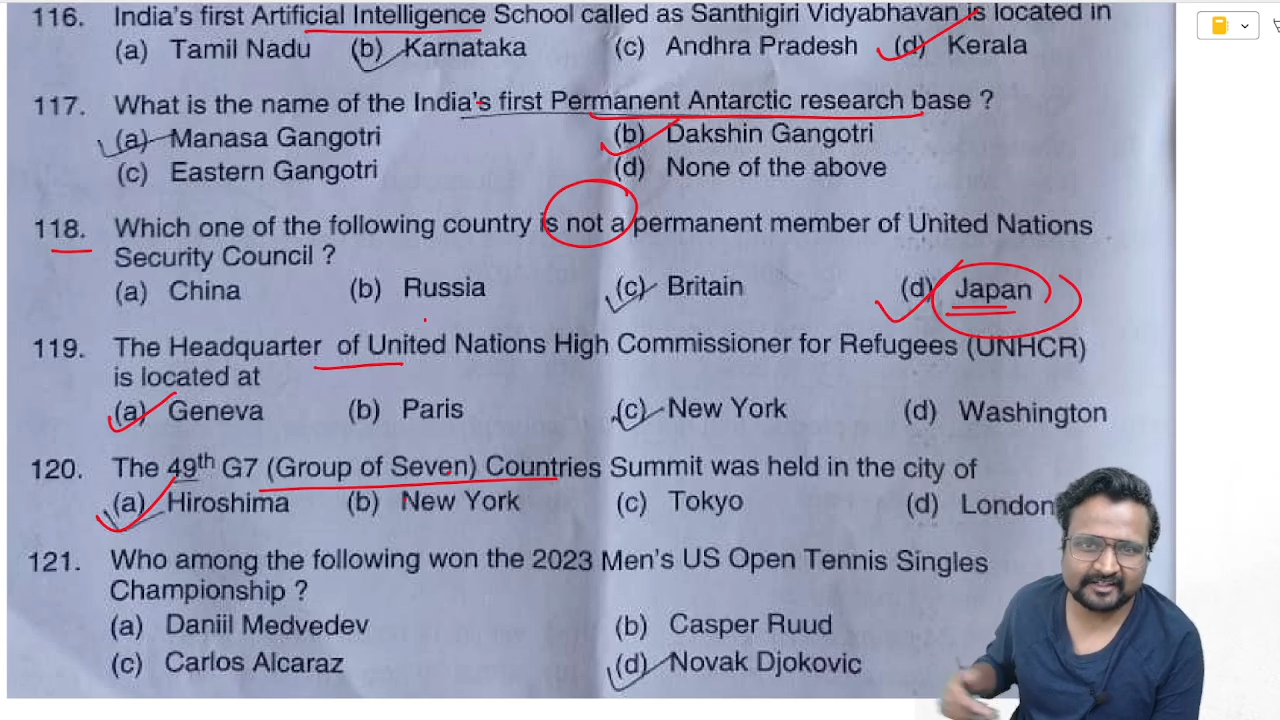 116. India's first Artificial Intelligence School called as Santhigiri Vidyabhavan is located in
(a) Tamil Nadu (b) Karnataka (c) Andhra Pradesh (d) Kerala
117. What is the name of the India's first Permanent Antarctic research base ?
(a) Manasa Gangotri (b) Dakshin Gangotri
(c) Eastern Gangotri (d) None of the above
118. Which one of the following country is not a permanent member of United Nations
Security Council ?
(a) China (b) Russia (c) Britain (d) Japan
119. The Headquarter of United Nations High Commissioner for Refugees (UNHCR)
is located at
(a) Geneva (b) Paris (c) New York (d) Washington
120. The 49th G7 (Group of Seven) Countries Summit was held in the city of
(a) Hiroshima (b) New York (c) Tokyo (d) London
121. Who among the following won the 2023 Men's US Open Tennis Singles
Championship ?
(a) Daniil Medvedev (b) Casper Ruud
(c) Carlos Alcaraz (d) Novak Djokovic